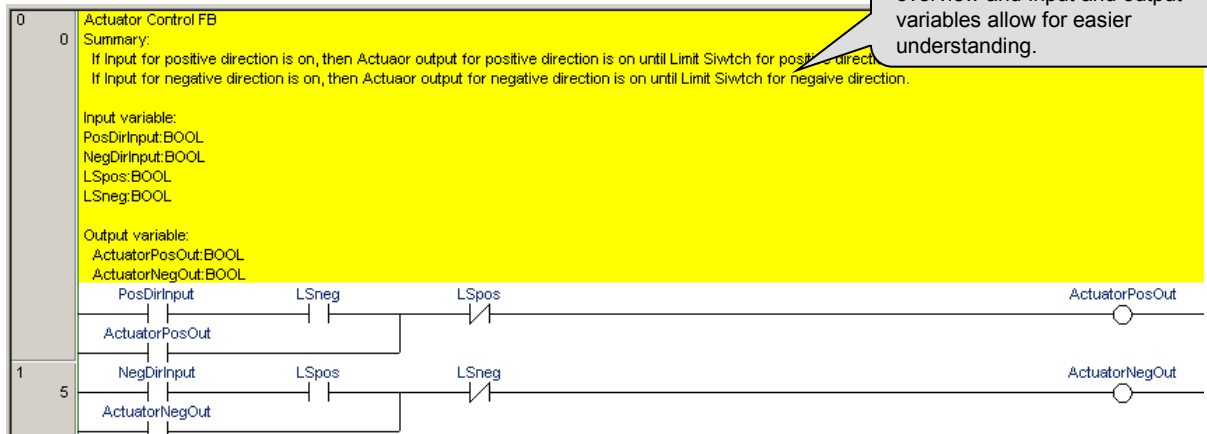 overview and input and output
variables allow for easier
understanding.
0
0
Actuator Control FB
Summary:
If Input for positive direction is on, then Actuaor output for positive direction is on until Limit Siwtch for positive directi
If Input for negative direction is on, then Actuaor output for negative direction is on until Limit Siwtch for negaive direction.
Input variable:
PosDirInput:BOOL
NegDirInput:BOOL
LSpos:BOOL
LSneg:BOOL
Output variable:
ActuatorPosOut:BOOL
ActuatorNegOut:BOOL
PosDirInput LSneg LSpos ActuatorPosOut
ActuatorPosOut
1
5
NegDirInput LSpos LSneg ActuatorNegOut
ActuatorNegOut